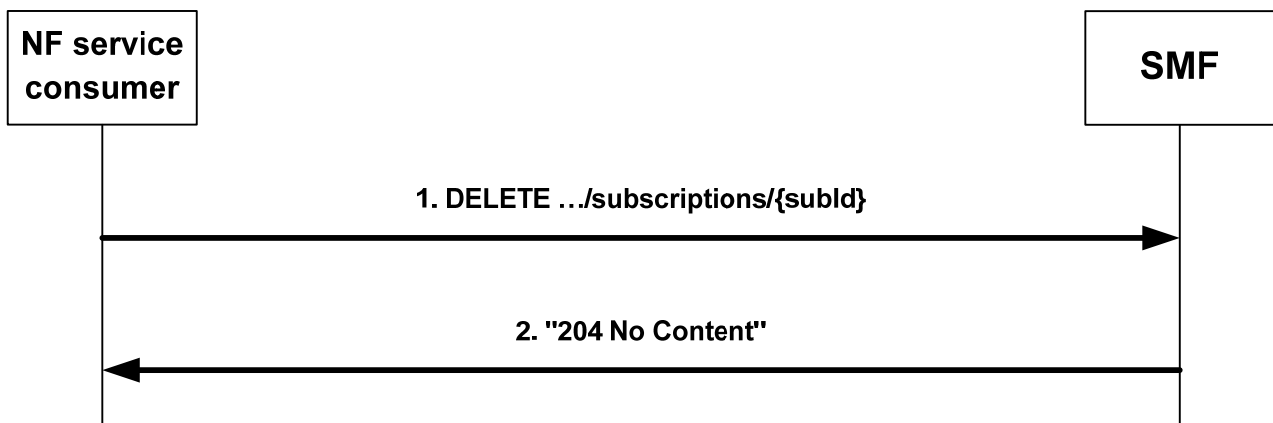 NF service
consumer
SMF
1. DELETE …/subscriptions/{subId}
2. "204 No Content"